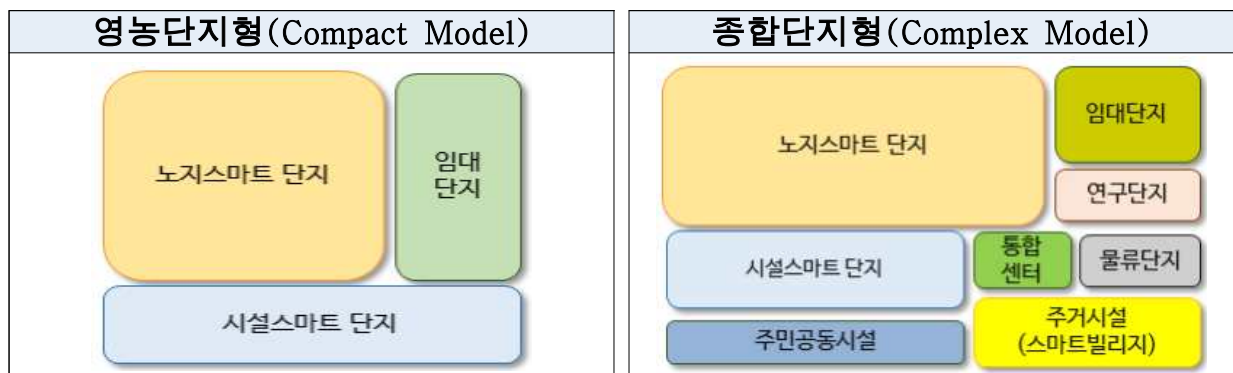 영농단지형(Compact Model)
노지스마트 단지
임대
단지
시설스마트 단지
종합단지형(Complex Model)
노지스마트 단지
임대단지
연구단지
시설스마트 단지
통합
센터
물류단지
주민공동시설
주거시설
(스마트빌리지)